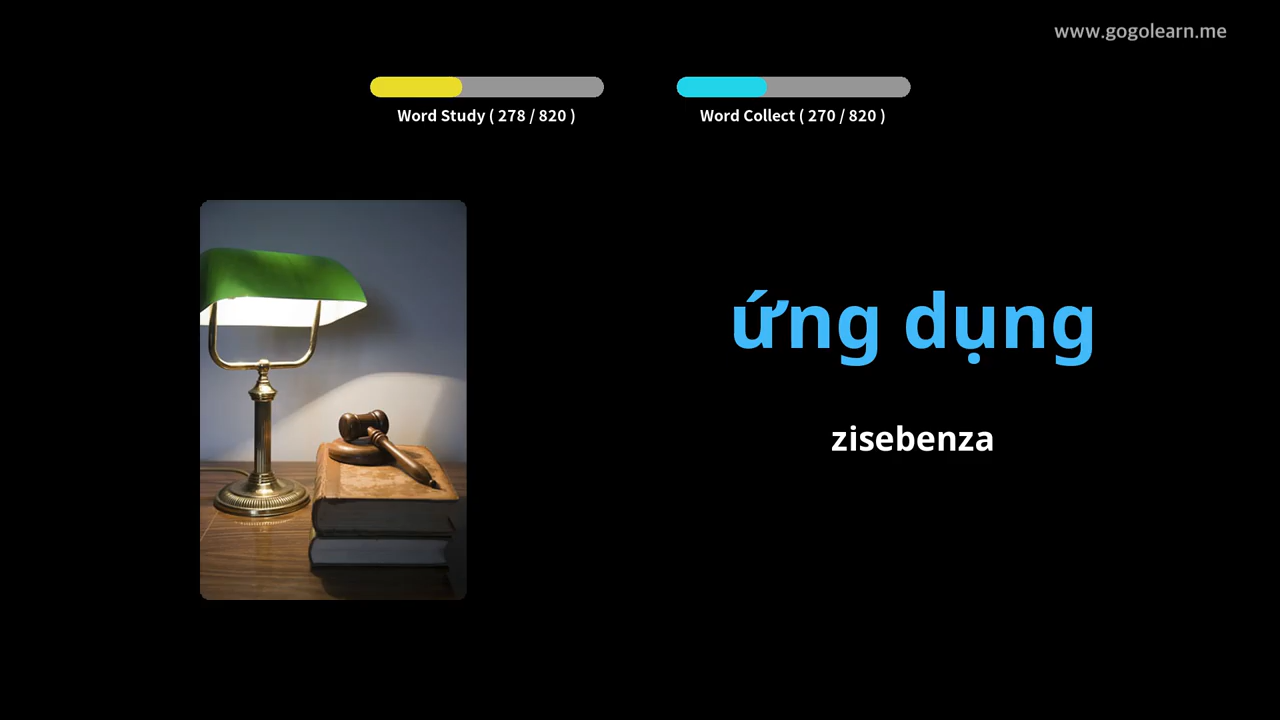 www.gogolearn.me
Word Study ( 278 / 820 )
Word Collect ( 270 / 820 )
ứng dụng
zisebenza